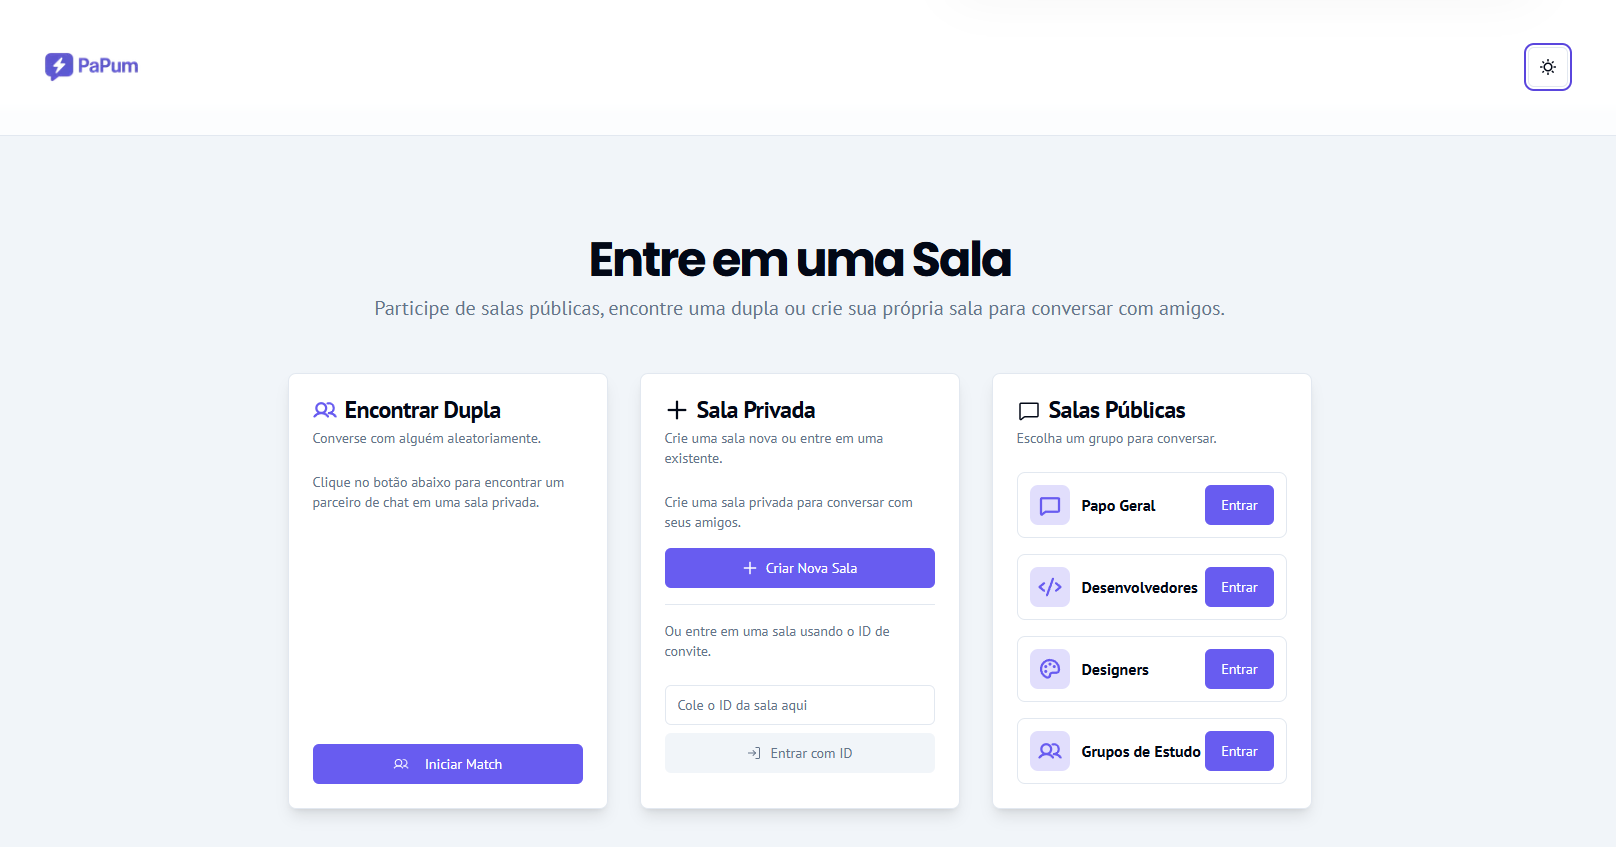 PaPum
Entre em uma Sala
Participe de salas públicas, encontre uma dupla ou crie sua própria sala para conversar com amigos.
Encontrar Dupla
Converse com alguém aleatoriamente.
Clique no botão abaixo para encontrar um
parceiro de chat em uma sala privada.
Iniciar Match
Sala Privada
Crie uma sala nova ou entre em uma
existente.
Crie uma sala privada para conversar com
seus amigos.
Criar Nova Sala
Ou entre em uma sala usando o ID de
convite.
Cole o ID da sala aqui
Entrar com ID
Salas Públicas
Escolha um grupo para conversar.
Papo Geral
Entrar
Desenvolvedores
Entrar
Designers
Entrar
Grupos de Estudo
Entrar